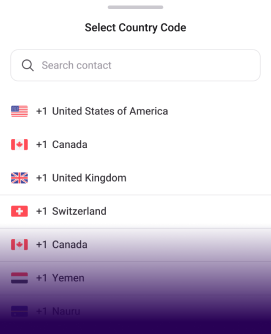 Select Country Code
Search contact
+1 United States of America
+1 Canada
+1 United Kingdom
+1 Switzerland
+1 Canada
+1 Yemen
+1 Nauru